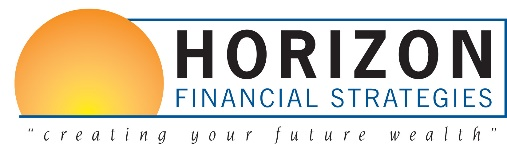 HORIZON
FINANCIAL STRATEGIES
"creating your future wealth"